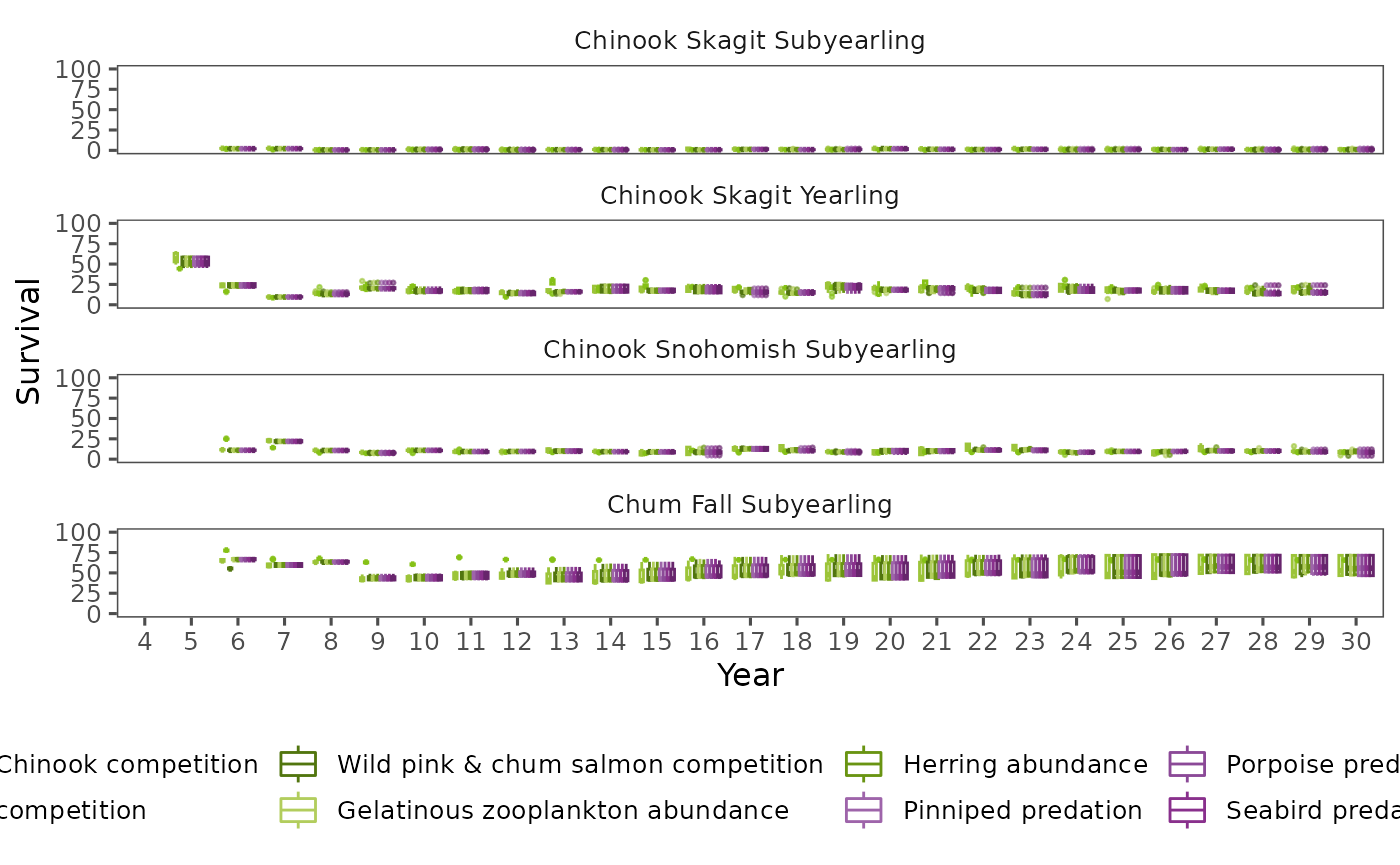 Chinook Skagit Subyearling
100
75
50
25
0
Chinook Skagit Yearling
100
75
50
25
0
Survival
Chinook Snohomish Subyearling
100
75
50
25
0
Chum Fall Subyearling
100
75
50
25
0
4 5 6 7 8 9 10 11 12 13 14 15 16 17 18 19 20 21 22 23 24 25 26 27 28 29 30
Year
Chinook competition Wild pink & chum salmon competition Herring abundance Porpoise pred
competition Gelatinous zooplankton abundance Pinniped predation Seabird preda